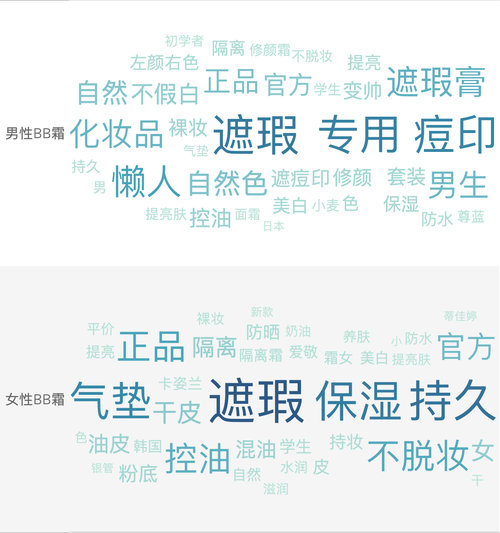 初学者 隔离 修颜霜 不脱妆
左颜右色 提亮
自然 不假白 正品 官方 学生 变帅 遮瑕膏
男性BB霜 化妆品 裸妆 遮瑕 专用 痘印
气垫
持久 男 懒人 自然色 遮痘印 修颜 套装 男生
提亮肤 控油 面霜 美白 小麦 色 保湿
日本 防水 尊蓝
新款 蒂佳婷
平价 裸妆 防晒 奶油 养肤 小 防水
提亮 正品 隔离 隔离霜 爱敬 霜女 美白 提亮肤 官方
卡姿兰
女性BB霜 气垫 干皮 遮瑕 保湿 持久
色 油皮 韩国 控油 混油 学生 持妆 不脱妆 女
银管 粉底 自然 水润 皮 干
滋润